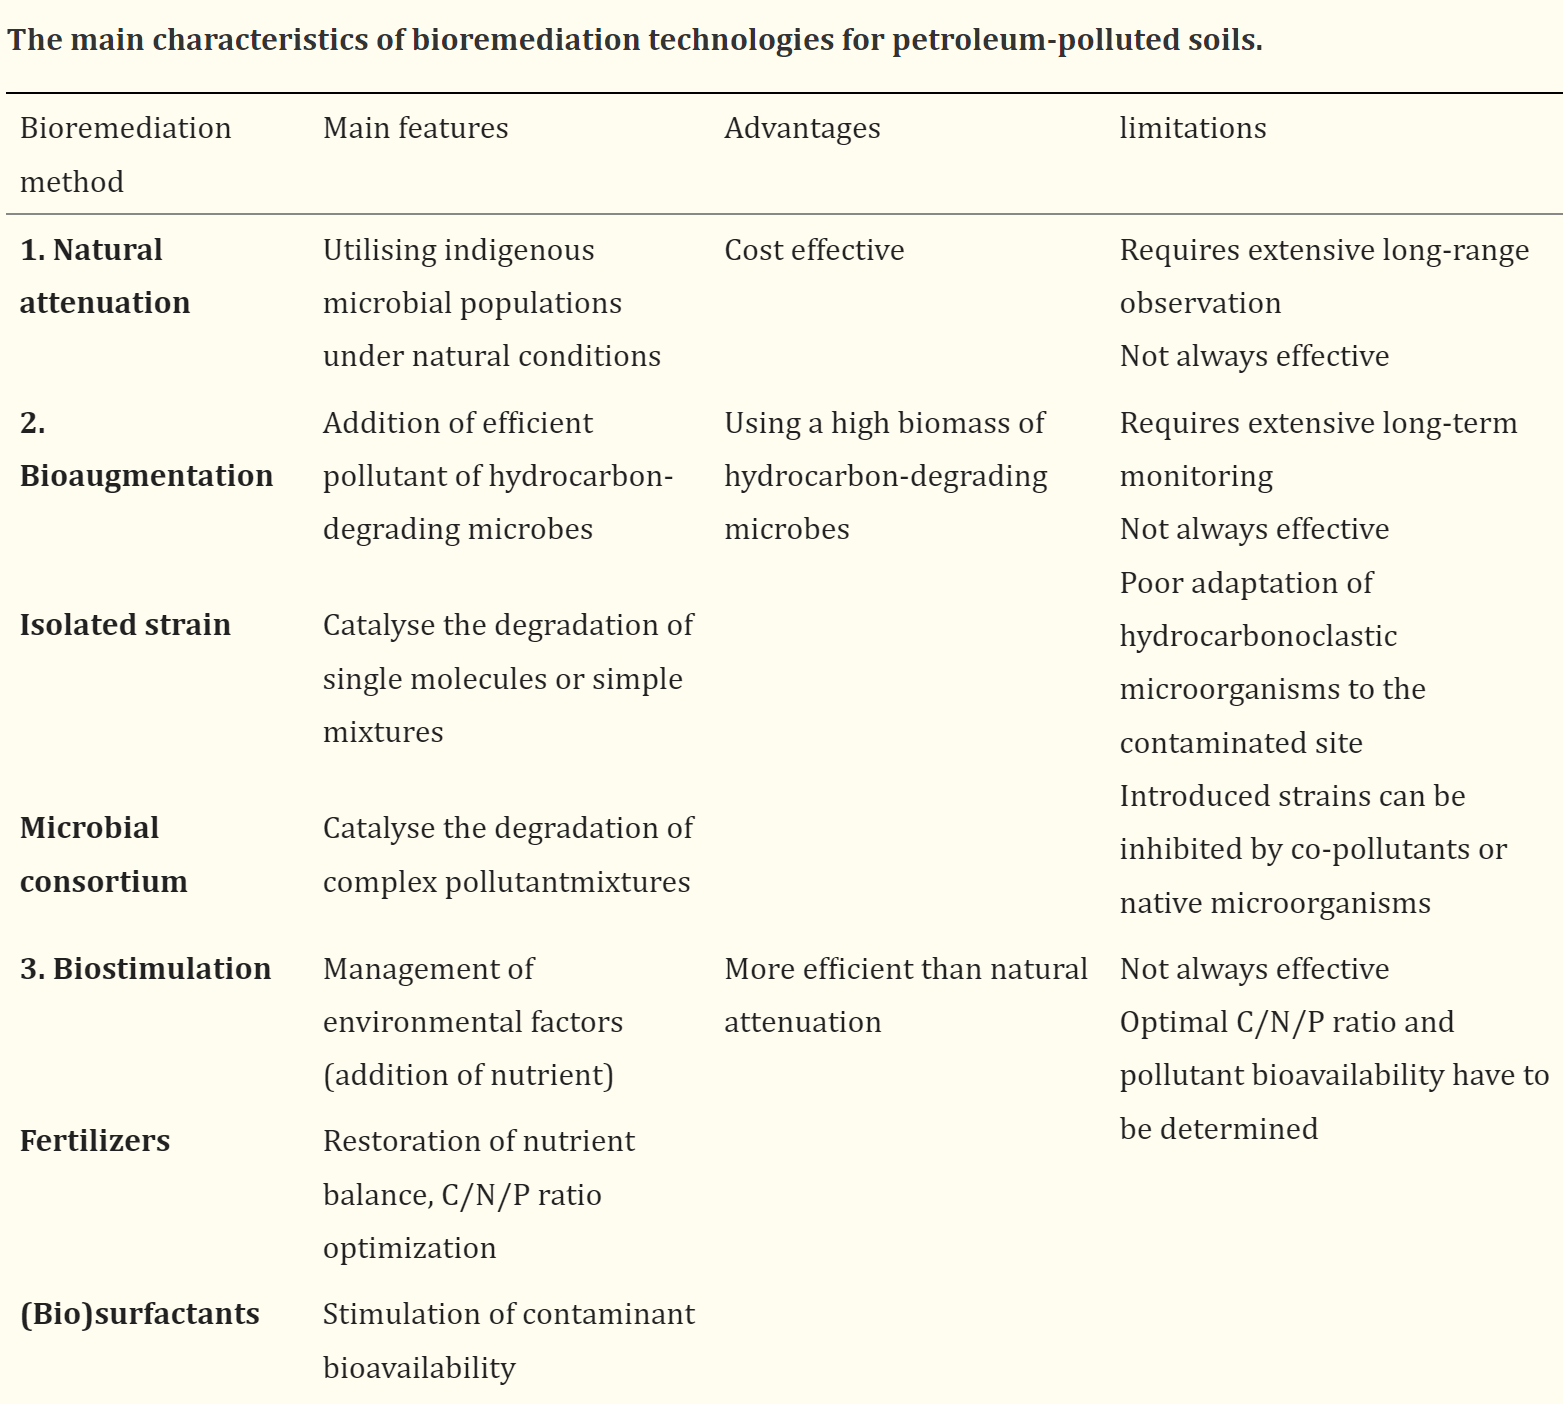 The main characteristics of bioremediation technologies for petroleum-polluted soils.
Bioremediation
method
Main features
Advantages
limitations
1. Natural
attenuation
Utilising indigenous
microbial populations
under natural conditions
Cost effective
Requires extensive long-range
observation
Not always effective
2.
Bioaugmentation
Addition of efficient
pollutant of hydrocarbon-
degrading microbes
Using a high biomass of
hydrocarbon-degrading
microbes
Requires extensive long-term
monitoring
Not always effective
Poor adaptation of
hydrocarbonoclastic
microorganisms to the
contaminated site
Introduced strains can be
inhibited by co-pollutants or
native microorganisms
Isolated strain
Catalyse the degradation of
single molecules or simple
mixtures
Microbial
consortium
Catalyse the degradation of
complex pollutantmixtures
3. Biostimulation
Management of
environmental factors
(addition of nutrient)
More efficient than natural
attenuation
Not always effective
Optimal C/N/P ratio and
pollutant bioavailability have to
be determined
Fertilizers
Restoration of nutrient
balance, C/N/P ratio
optimization
(Bio)surfactants
Stimulation of contaminant
bioavailability